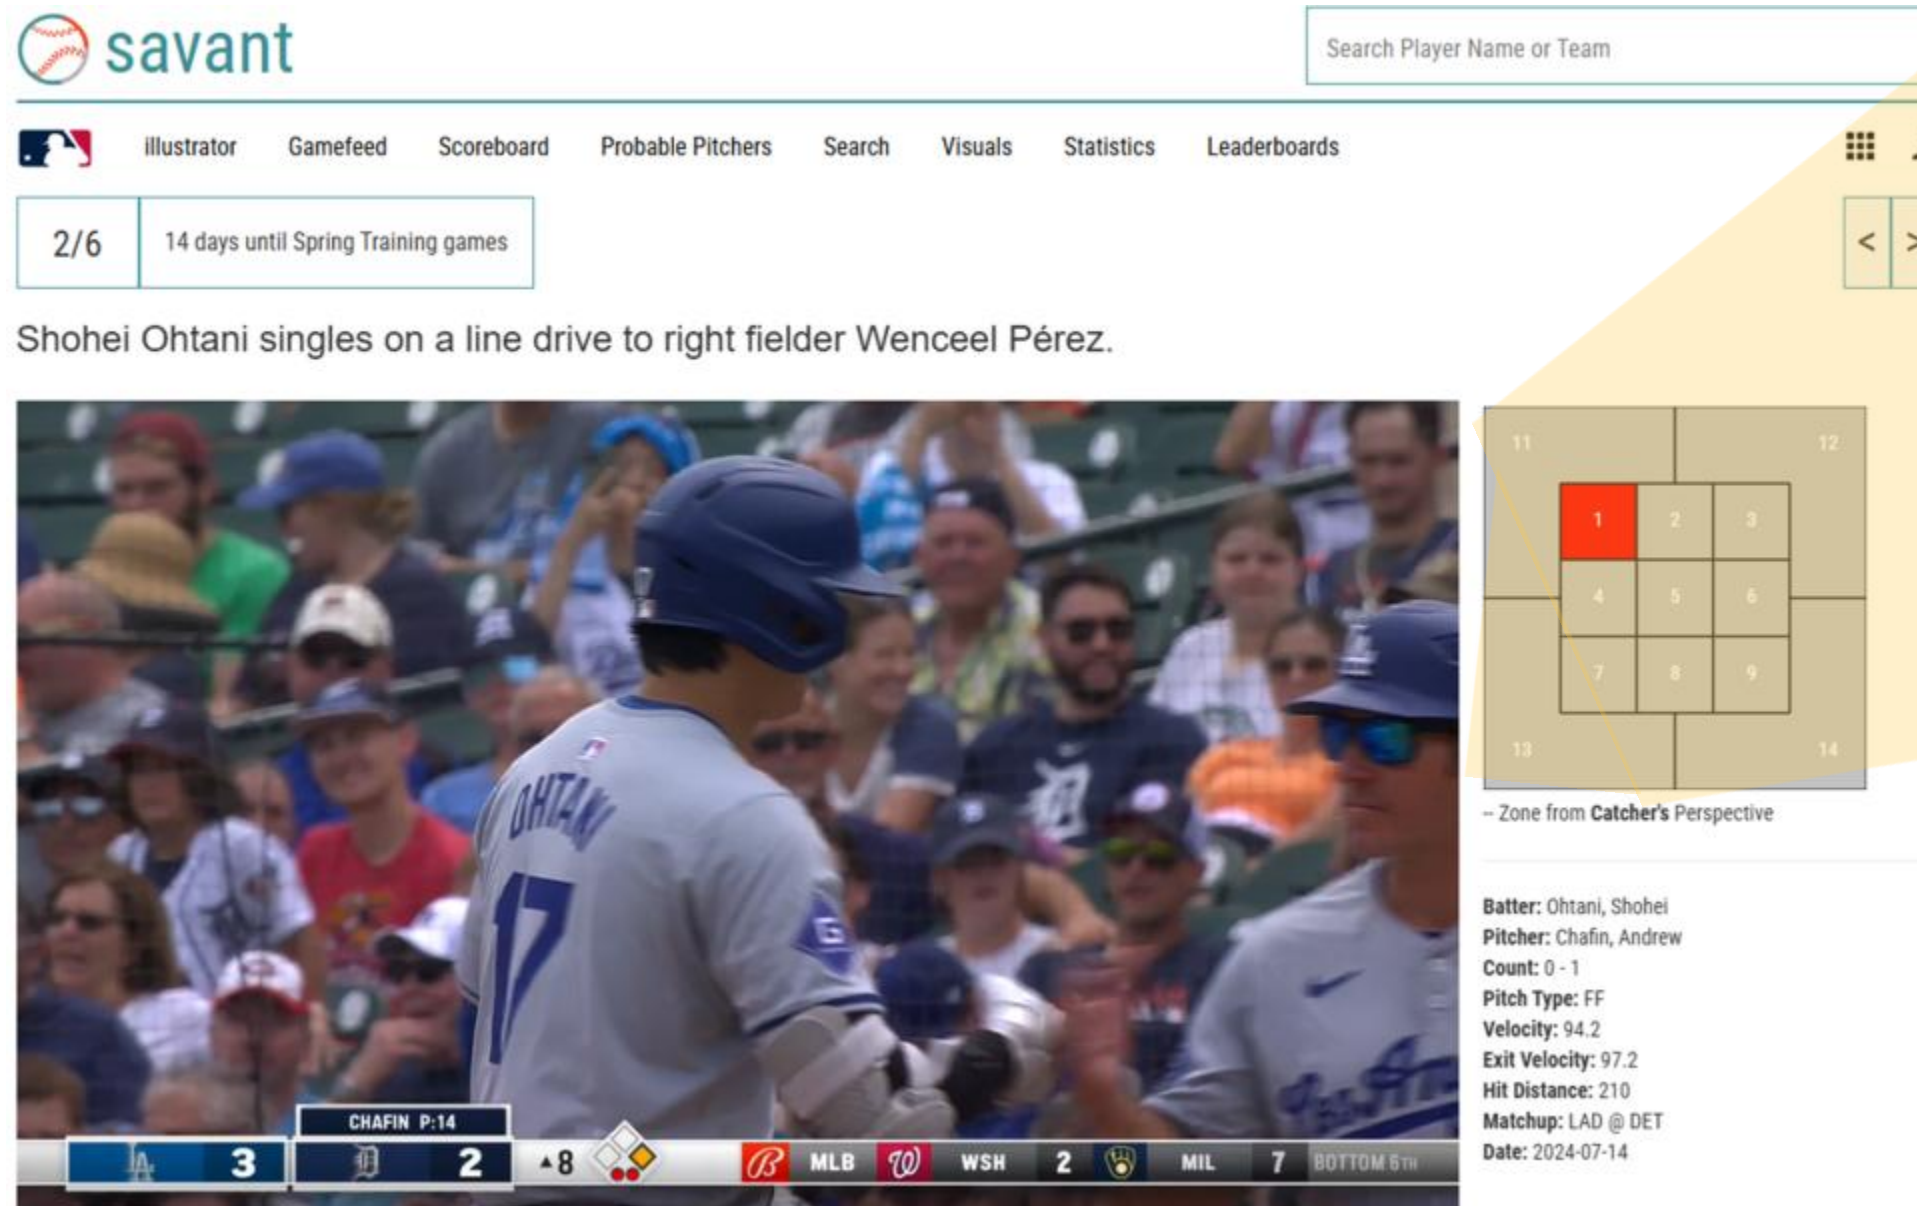 savant
Search Player Name or Team
illustrator Gamefeed Scoreboard Probable Pitchers Search Visuals Statistics Leaderboards
2/6 14 days until Spring Training games
< >
Shohei Ohtani singles on a line drive to right fielder Wenceel Pérez.
11 12
1 2 3
4 5 6
7 8 9
13 14
-- Zone from Catcher's Perspective
Batter: Ohtani, Shohei
Pitcher: Chafin, Andrew
Count: 0 - 1
Pitch Type: FF
Velocity: 94.2
Exit Velocity: 97.2
Hit Distance: 210
Matchup: LAD @ DET
Date: 2024-07-14
OHTANI
17
CHAFIN P:14
LA 3 D 2 ▲8 B MLB W WSH 2 MIL 7 BOTTOM 6TH